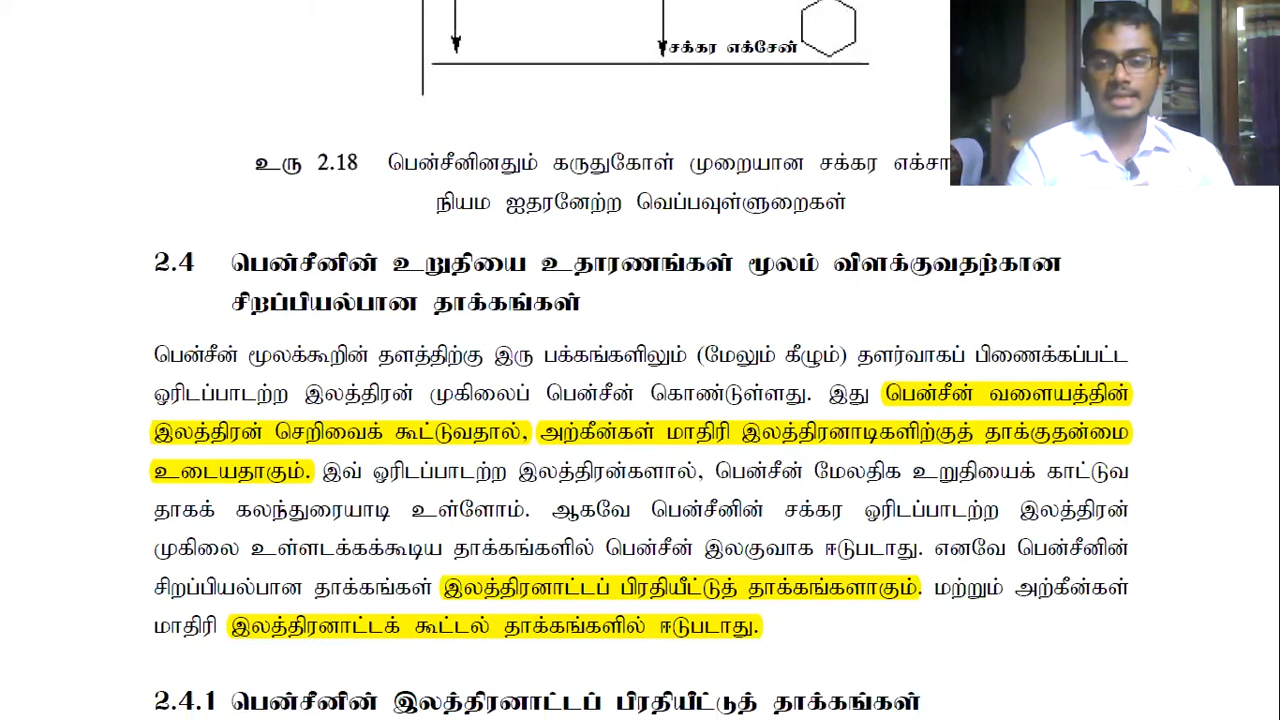 சக்கர எக்சேன்
உரு 2.18 பென்சீனினதும் கருதுகோள் முறையான சக்கர எக்சா
நியம ஐதரனேற்ற வெப்பவுள்ளுறைகள்
2.4 பென்சீனின் உறுதியை உதாரணங்கள் மூலம் விளக்குவதற்கான
சிறப்பியல்பான தாக்கங்கள்
பென்சீன் மூலக்கூறின் தளத்திற்கு இரு பக்கங்களிலும் (மேலும் கீழும்) தளர்வாகப் பிணைக்கப்பட்ட
ஓரிடப்பாடற்ற இலத்திரன் முகிலைப் பென்சீன் கொண்டுள்ளது. இது பென்சீன் வளையத்தின்
இலத்திரன் செறிவைக் கூட்டுவதால், அற்கீன்கள் மாதிரி இலத்திரனாடிகளிற்குத் தாக்குதன்மை
உடையதாகும். இவ் ஓரிடப்பாடற்ற இலத்திரன்களால், பென்சீன் மேலதிக உறுதியைக் காட்டுவ
தாகக் கலந்துரையாடி உள்ளோம். ஆகவே பென்சீனின் சக்கர ஓரிடப்பாடற்ற இலத்திரன்
முகிலை உள்ளடக்கக்கூடிய தாக்கங்களில் பென்சீன் இலகுவாக ஈடுபடாது. எனவே பென்சீனின்
சிறப்பியல்பான தாக்கங்கள் இலத்திரனாட்டப் பிரதியீட்டுத் தாக்கங்களாகும். மற்றும் அற்கீன்கள்
மாதிரி இலத்திரனாட்டக் கூட்டல் தாக்கங்களில் ஈடுபடாது.
2.4.1 பென்சீனின் இலத்திரனாட்டப் பிரதியீட்டுத் தாக்கங்கள்